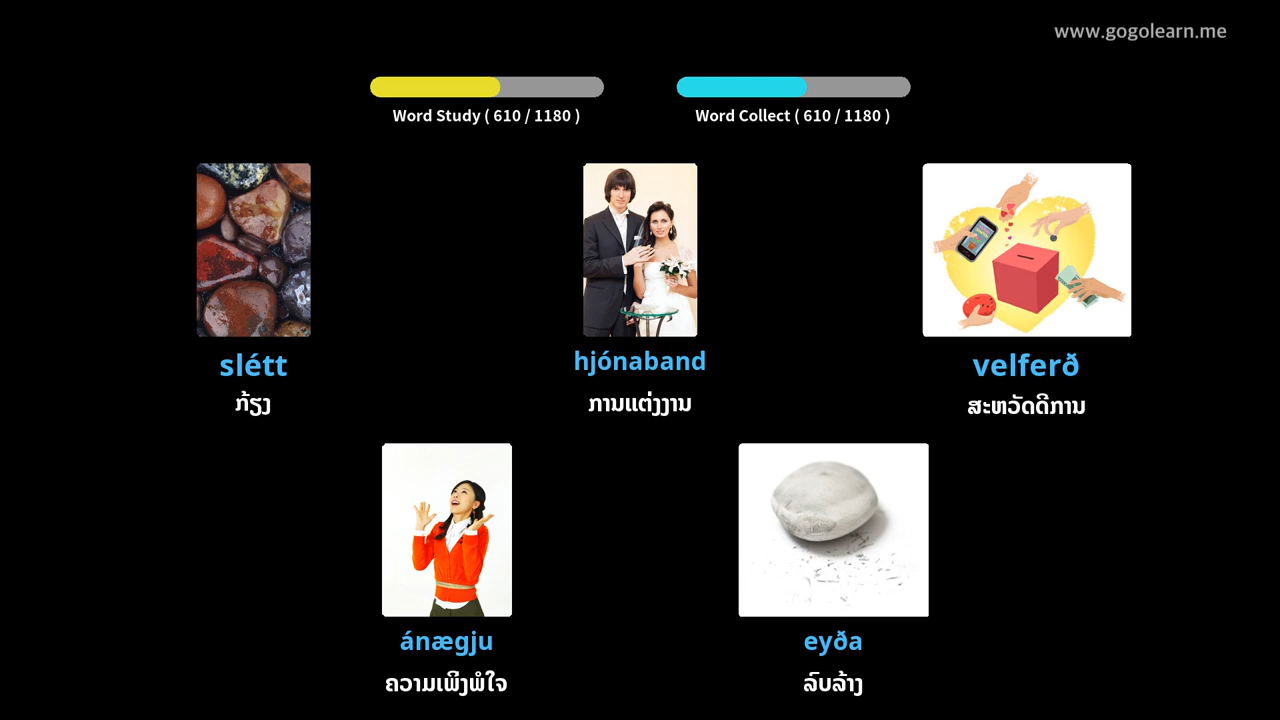 www.gogolearn.me
Word Study ( 610 / 1180 )
Word Collect ( 610 / 1180 )
slétt
ກ້ຽງ
hjónaband
ການແຕ່ງງານ
velferð
ສະຫວັດດີການ
ánægju
ຄວາມເພິງພໍໃຈ
eyða
ລົບລ້າງ